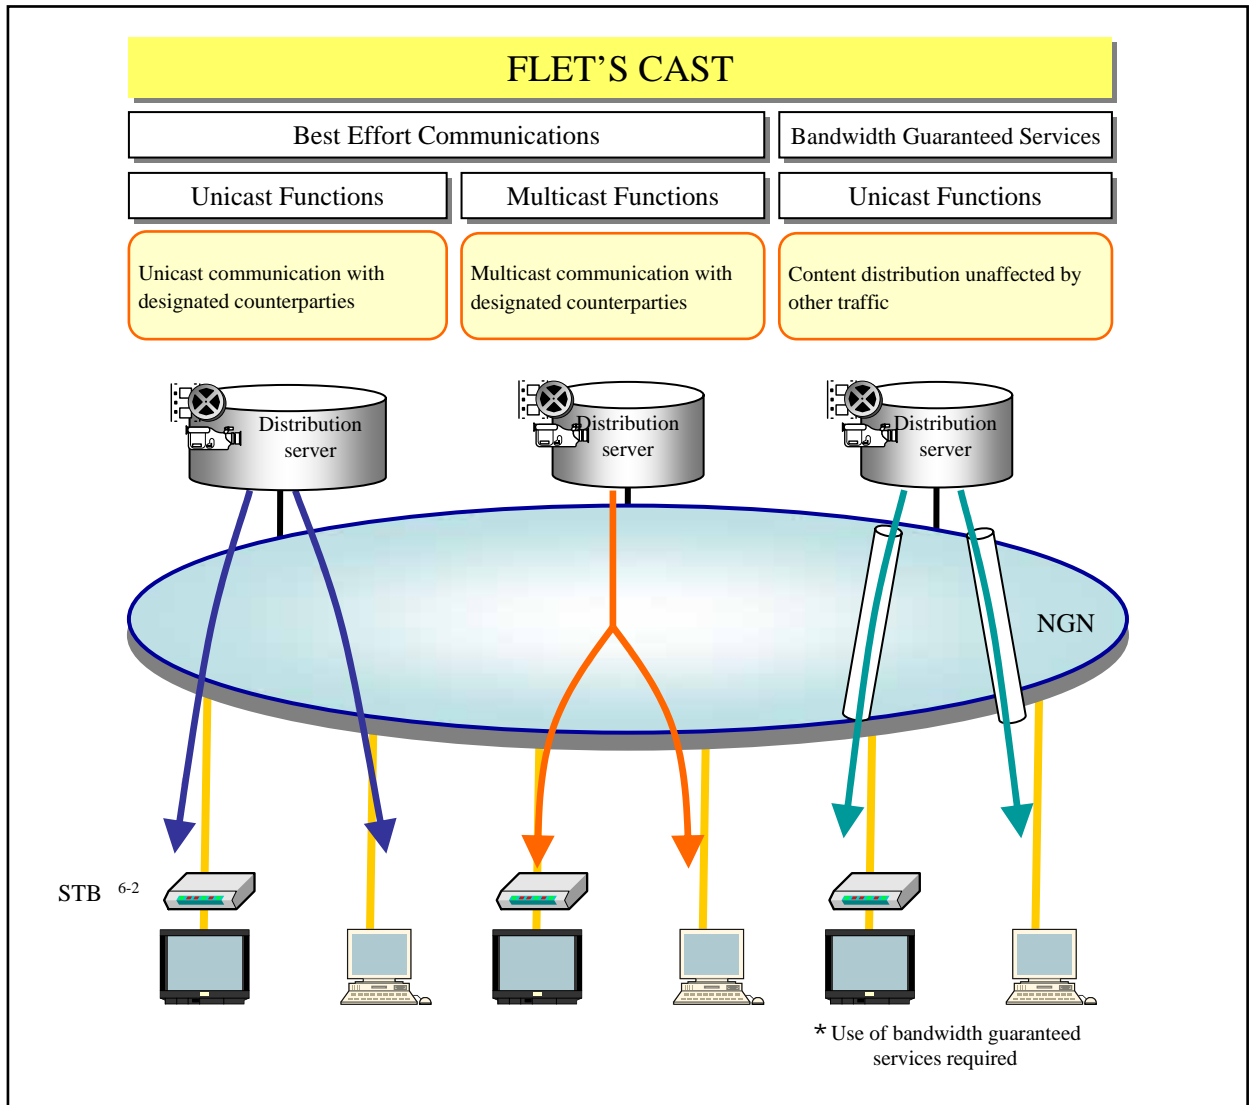 FLET'S CAST
Best Effort Communications
Bandwidth Guaranteed Services
Unicast Functions
Multicast Functions
Unicast Functions
Unicast communication with
designated counterparties
Multicast communication with
designated counterparties
Content distribution unaffected by
other traffic
Distribution
server
Distribution
server
Distribution
server
NGN
STB 6-2
* Use of bandwidth guaranteed
services required